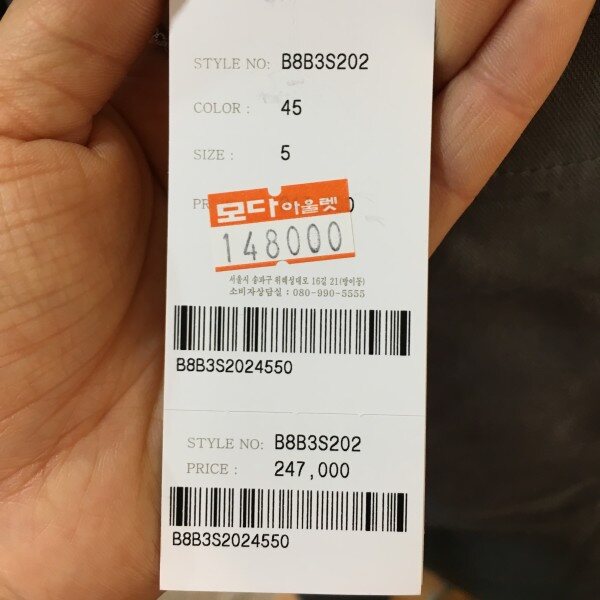 STYLE NO: B8B3S202
COLOR : 45
SIZE : 5
모다아울렛
148000
서울시 송파구 위례성대로 16길 21(방이동)
소비자상담실 : 080-990-5555
B8B3S2024550
STYLE NO: B8B3S202
PRICE : 247,000
B8B3S2024550